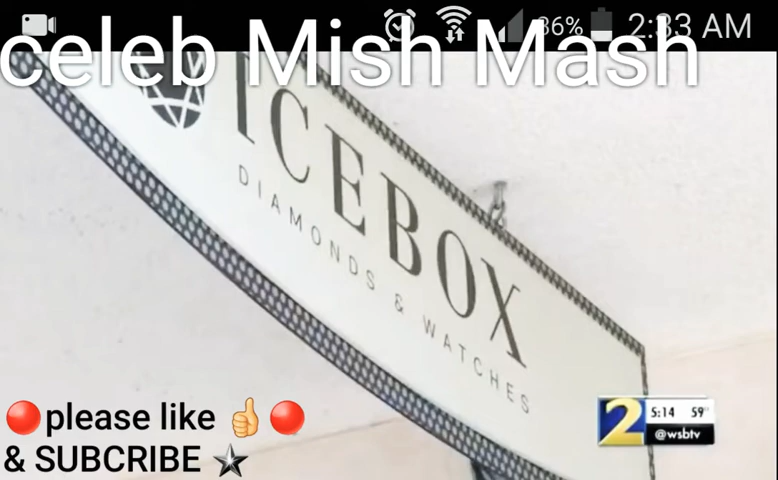 36% 2:33 AM
celeb Mish Mash
ICEBOX
DIAMONDS & WATCHES
please like
& SUBCRIBE
2 5:14 59°
@wsbtv